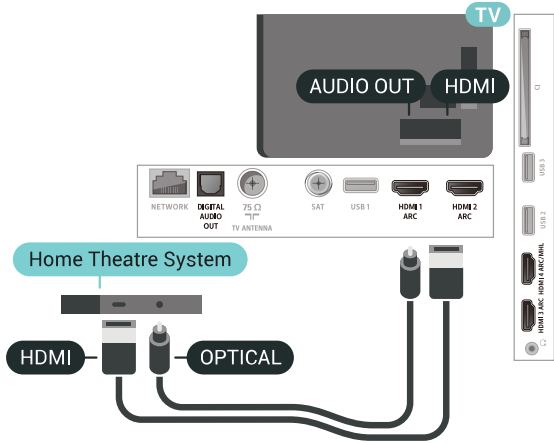 TV
AUDIO OUT
HDMI
NETWORK
DIGITAL
AUDIO
OUT
75 Ω
TV ANTENNA
SAT
USB 1
HDMI 1
ARC
HDMI 2
ARC
USB 3
USB 2
HDMI 4 ARC/MHL
HDMI 3 ARC
Home Theatre System
HDMI
OPTICAL